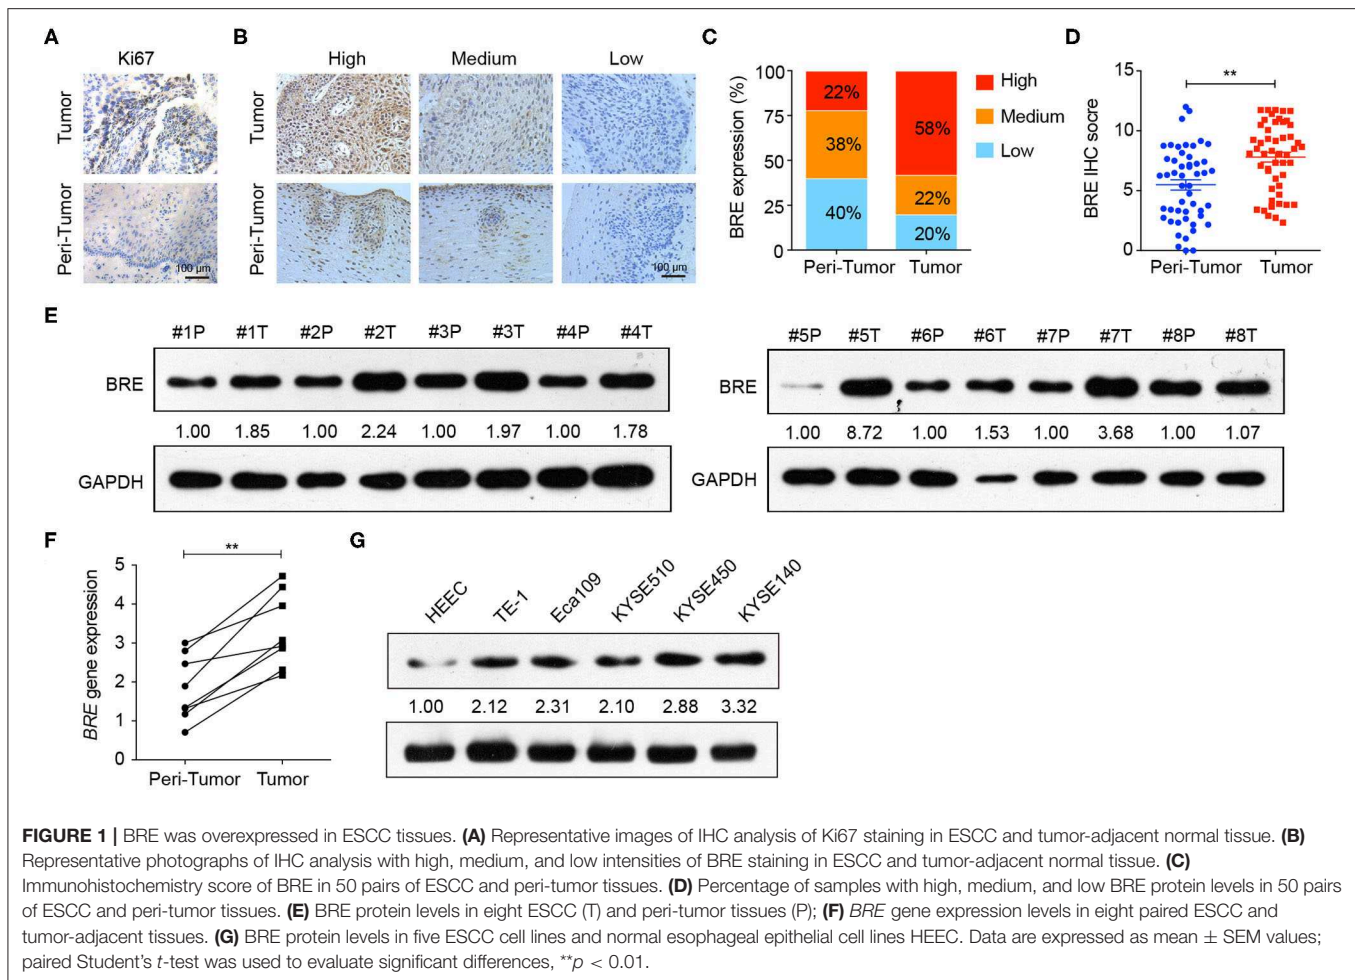 A
Ki67
Tumor
Peri-Tumor
100 µm
B
High Medium Low
Tumor
Peri-Tumor
100 µm
C
BRE expression (%)
100
75
50
25
0
22%
38%
40%
58%
22%
20%
Peri-Tumor Tumor
High
Medium
Low
D
BRE IHC socre
15
10
5
0
**
Peri-Tumor Tumor
E
#1P #1T #2P #2T #3P #3T #4P #4T
BRE
1.00 1.85 1.00 2.24 1.00 1.97 1.00 1.78
GAPDH
#5P #5T #6P #6T #7P #7T #8P #8T
BRE
1.00 8.72 1.00 1.53 1.00 3.68 1.00 1.07
GAPDH
F
BRE gene expression
5
4
3
2
1
0
**
Peri-Tumor Tumor
G
HEEC TE-1 Eca109 KYSE510 KYSE450 KYSE140
1.00 2.12 2.31 2.10 2.88 3.32
FIGURE 1 | BRE was overexpressed in ESCC tissues. (A) Representative images of IHC analysis of Ki67 staining in ESCC and tumor-adjacent normal tissue. (B)
Representative photographs of IHC analysis with high, medium, and low intensities of BRE staining in ESCC and tumor-adjacent normal tissue. (C)
Immunohistochemistry score of BRE in 50 pairs of ESCC and peri-tumor tissues. (D) Percentage of samples with high, medium, and low BRE protein levels in 50 pairs
of ESCC and peri-tumor tissues. (E) BRE protein levels in eight ESCC (T) and peri-tumor tissues (P); (F) BRE gene expression levels in eight paired ESCC and
tumor-adjacent tissues. (G) BRE protein levels in five ESCC cell lines and normal esophageal epithelial cell lines HEEC. Data are expressed as mean ± SEM values;
paired Student's t-test was used to evaluate significant differences, **p < 0.01.